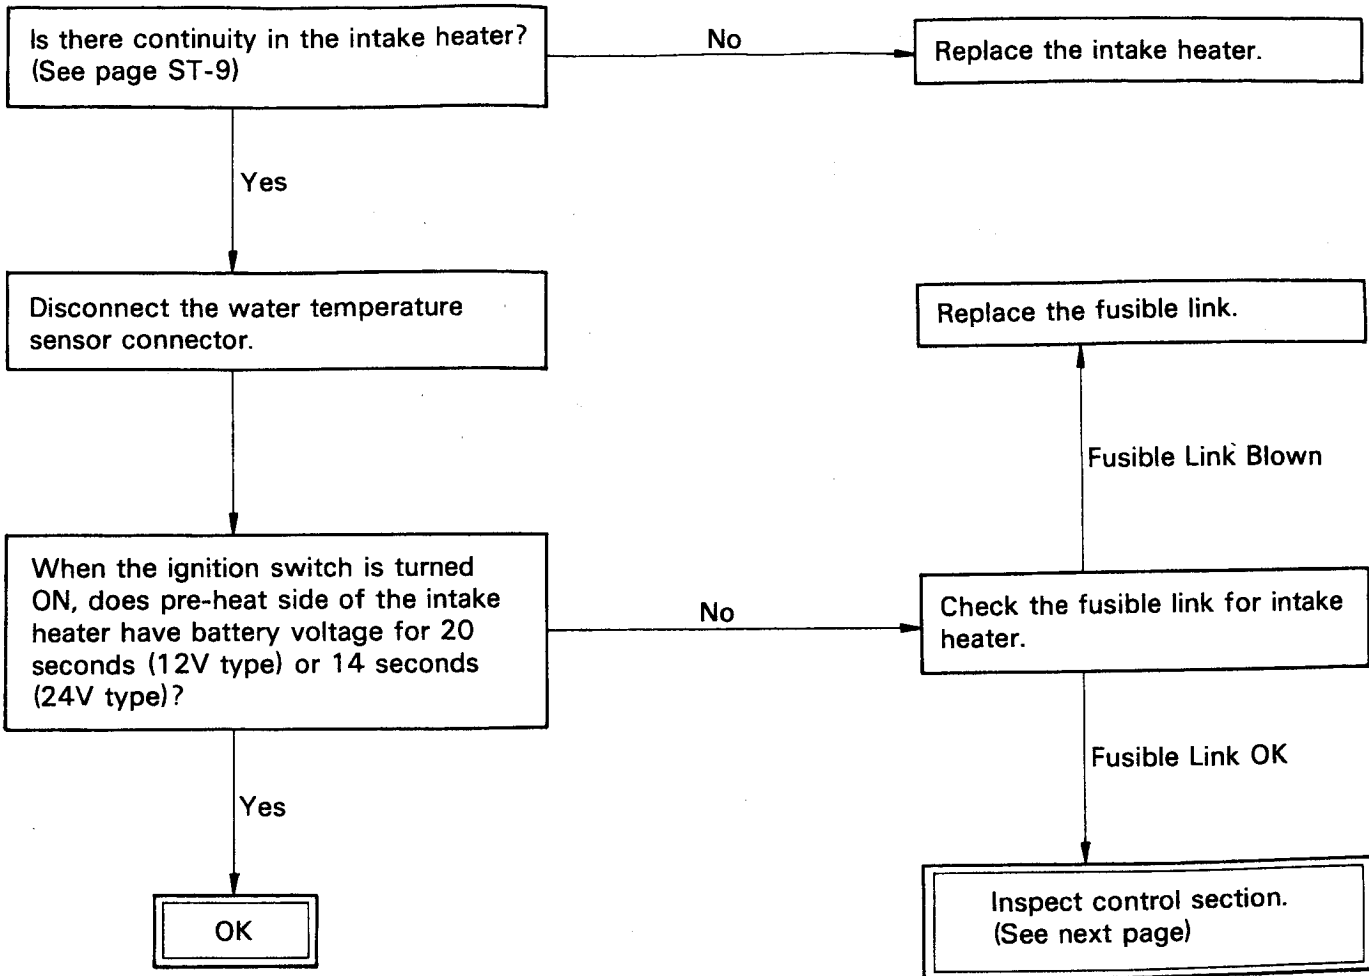 Is there continuity in the intake heater?
(See page ST-9)
No
Replace the intake heater.
Yes
Disconnect the water temperature
sensor connector.
Replace the fusible link.
Fusible Link Blown
When the ignition switch is turned
ON, does pre-heat side of the intake
heater have battery voltage for 20
seconds (12V type) or 14 seconds
(24V type)?
No
Check the fusible link for intake
heater.
Fusible Link OK
Yes
OK
Inspect control section.
(See next page)